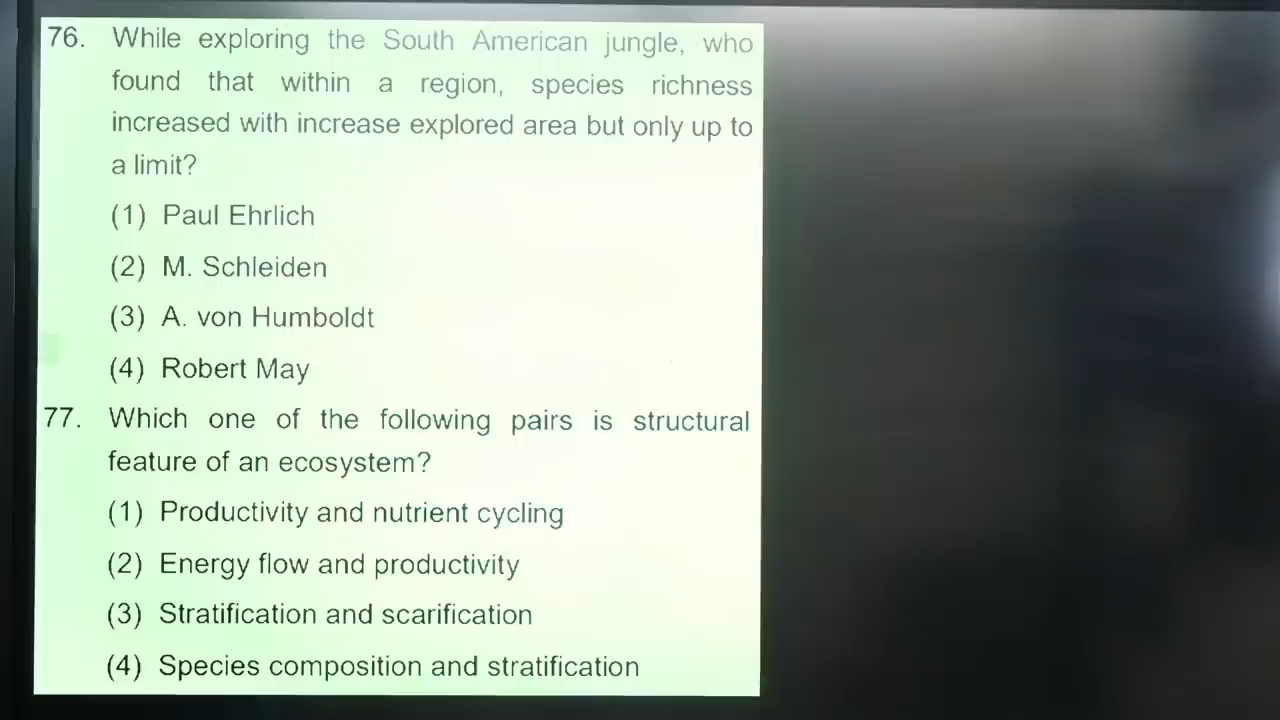 76. While exploring the South American jungle, who
found that within a region, species richness
increased with increase explored area but only up to
a limit?
(1) Paul Ehrlich
(2) M. Schleiden
(3) A. von Humboldt
(4) Robert May
77. Which one of the following pairs is structural
feature of an ecosystem?
(1) Productivity and nutrient cycling
(2) Energy flow and productivity
(3) Stratification and scarification
(4) Species composition and stratification